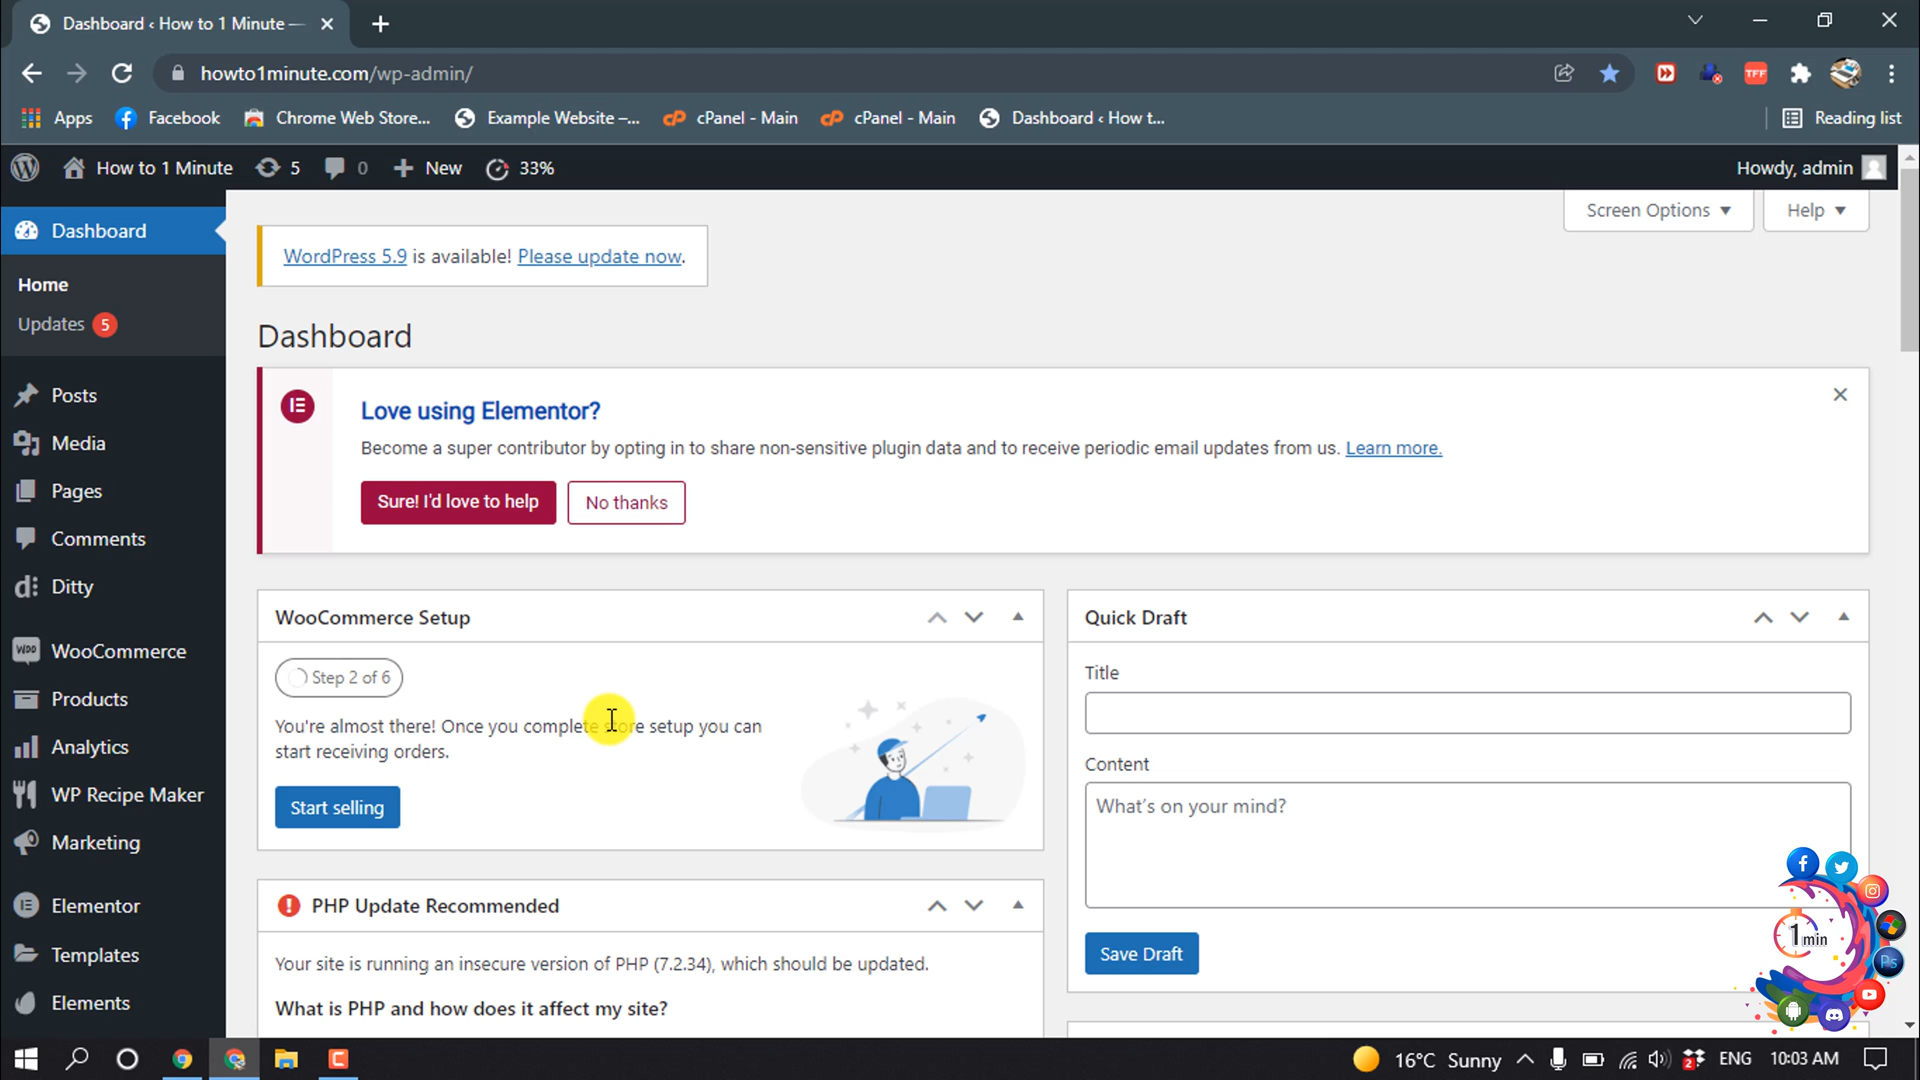 Dashboard ‹ How to 1 Minute —
howto1minute.com/wp-admin/
TFF
Apps
Facebook
Chrome Web Store...
Example Website –...
cPanel - Main
cPanel - Main
Dashboard ‹ How t...
Reading list
How to 1 Minute
5
0
New
33%
Howdy, admin
Screen Options
Help
Dashboard
Home
Updates 5
Posts
Media
Pages
Comments
Ditty
WooCommerce
Products
Analytics
WP Recipe Maker
Marketing
Elementor
Templates
Elements
WordPress 5.9 is available! Please update now.
Dashboard
Love using Elementor?
Become a super contributor by opting in to share non-sensitive plugin data and to receive periodic email updates from us. Learn more.
Sure! I'd love to help
No thanks
WooCommerce Setup
Step 2 of 6
You're almost there! Once you complete store setup you can
start receiving orders.
Start selling
PHP Update Recommended
Your site is running an insecure version of PHP (7.2.34), which should be updated.
What is PHP and how does it affect my site?
Quick Draft
Title
Content
What's on your mind?
Save Draft
1 min
Ps
16°C Sunny
2
ENG
10:03 AM